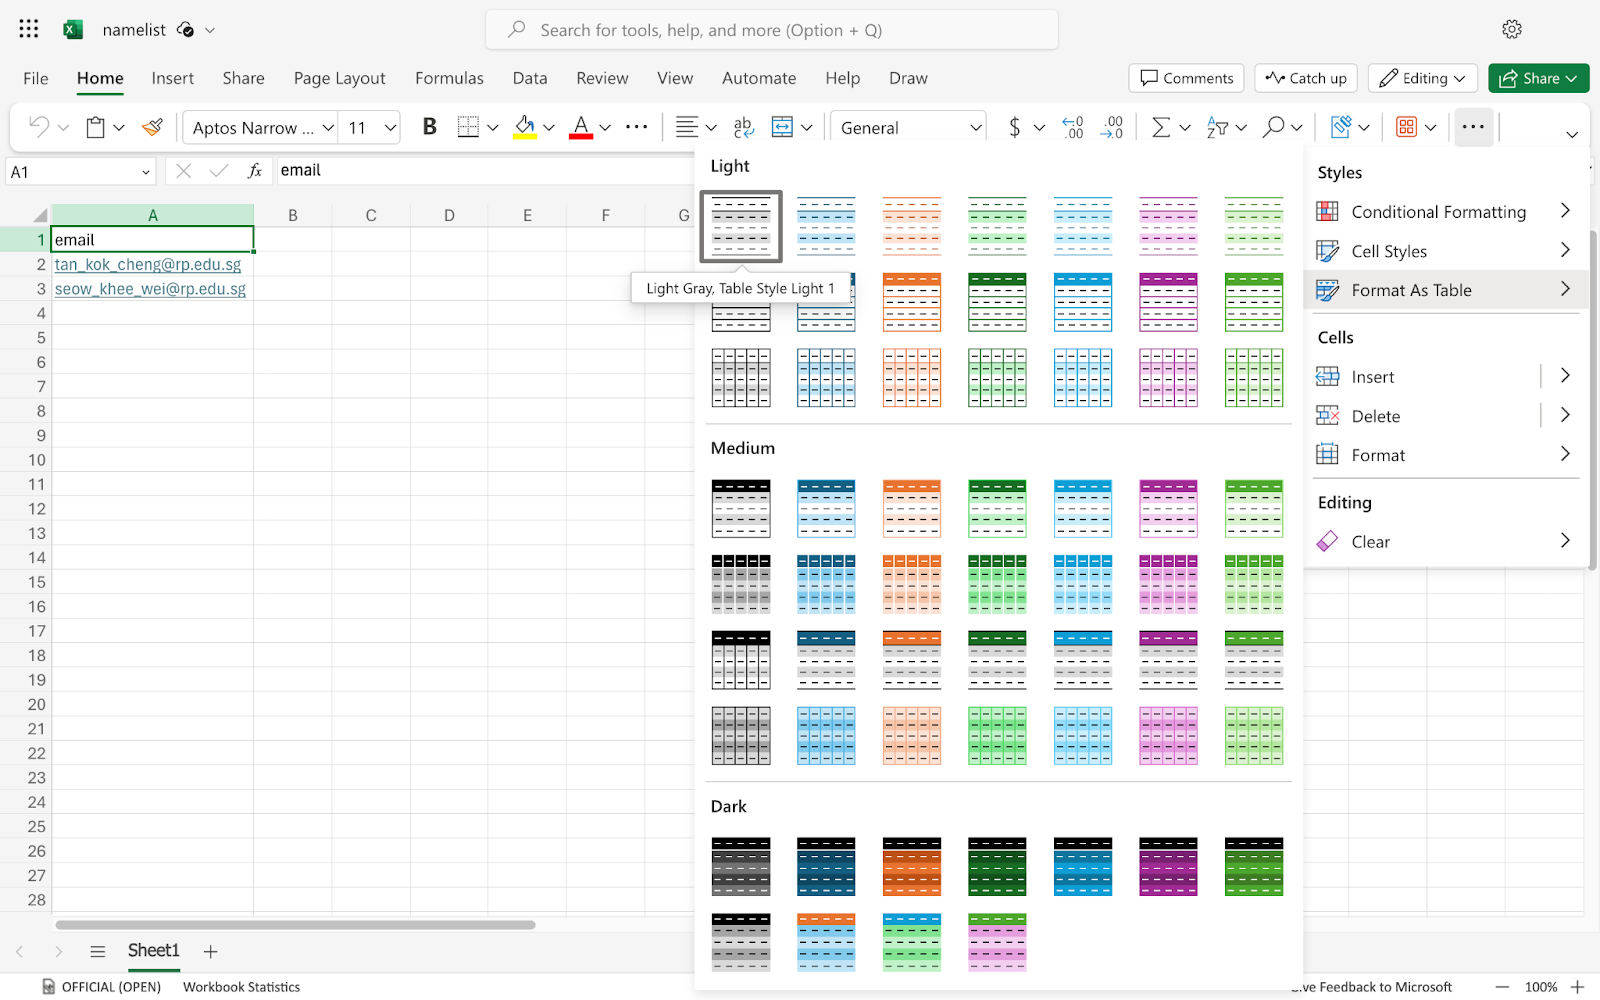 namelist
Search for tools, help, and more (Option + Q)
File Home Insert Share Page Layout Formulas Data Review View Automate Help Draw
Comments Catch up Editing Share
Aptos Narrow ... 11 B A ab General $ .00 .00
A1 fx email
A B C D E F G
1 email
2 tan_kok_cheng@rp.edu.sg
3 seow_khee_wei@rp.edu.sg
4
5
6
7
8
9
10
11
12
13
14
15
16
17
18
19
20
21
22
23
24
25
26
27
28
Light
Light Gray, Table Style Light 1
Medium
Dark
Styles
Conditional Formatting
Cell Styles
Format As Table
Cells
Insert
Delete
Format
Editing
Clear
Sheet1
OFFICIAL (OPEN) Workbook Statistics
Give Feedback to Microsoft 100%